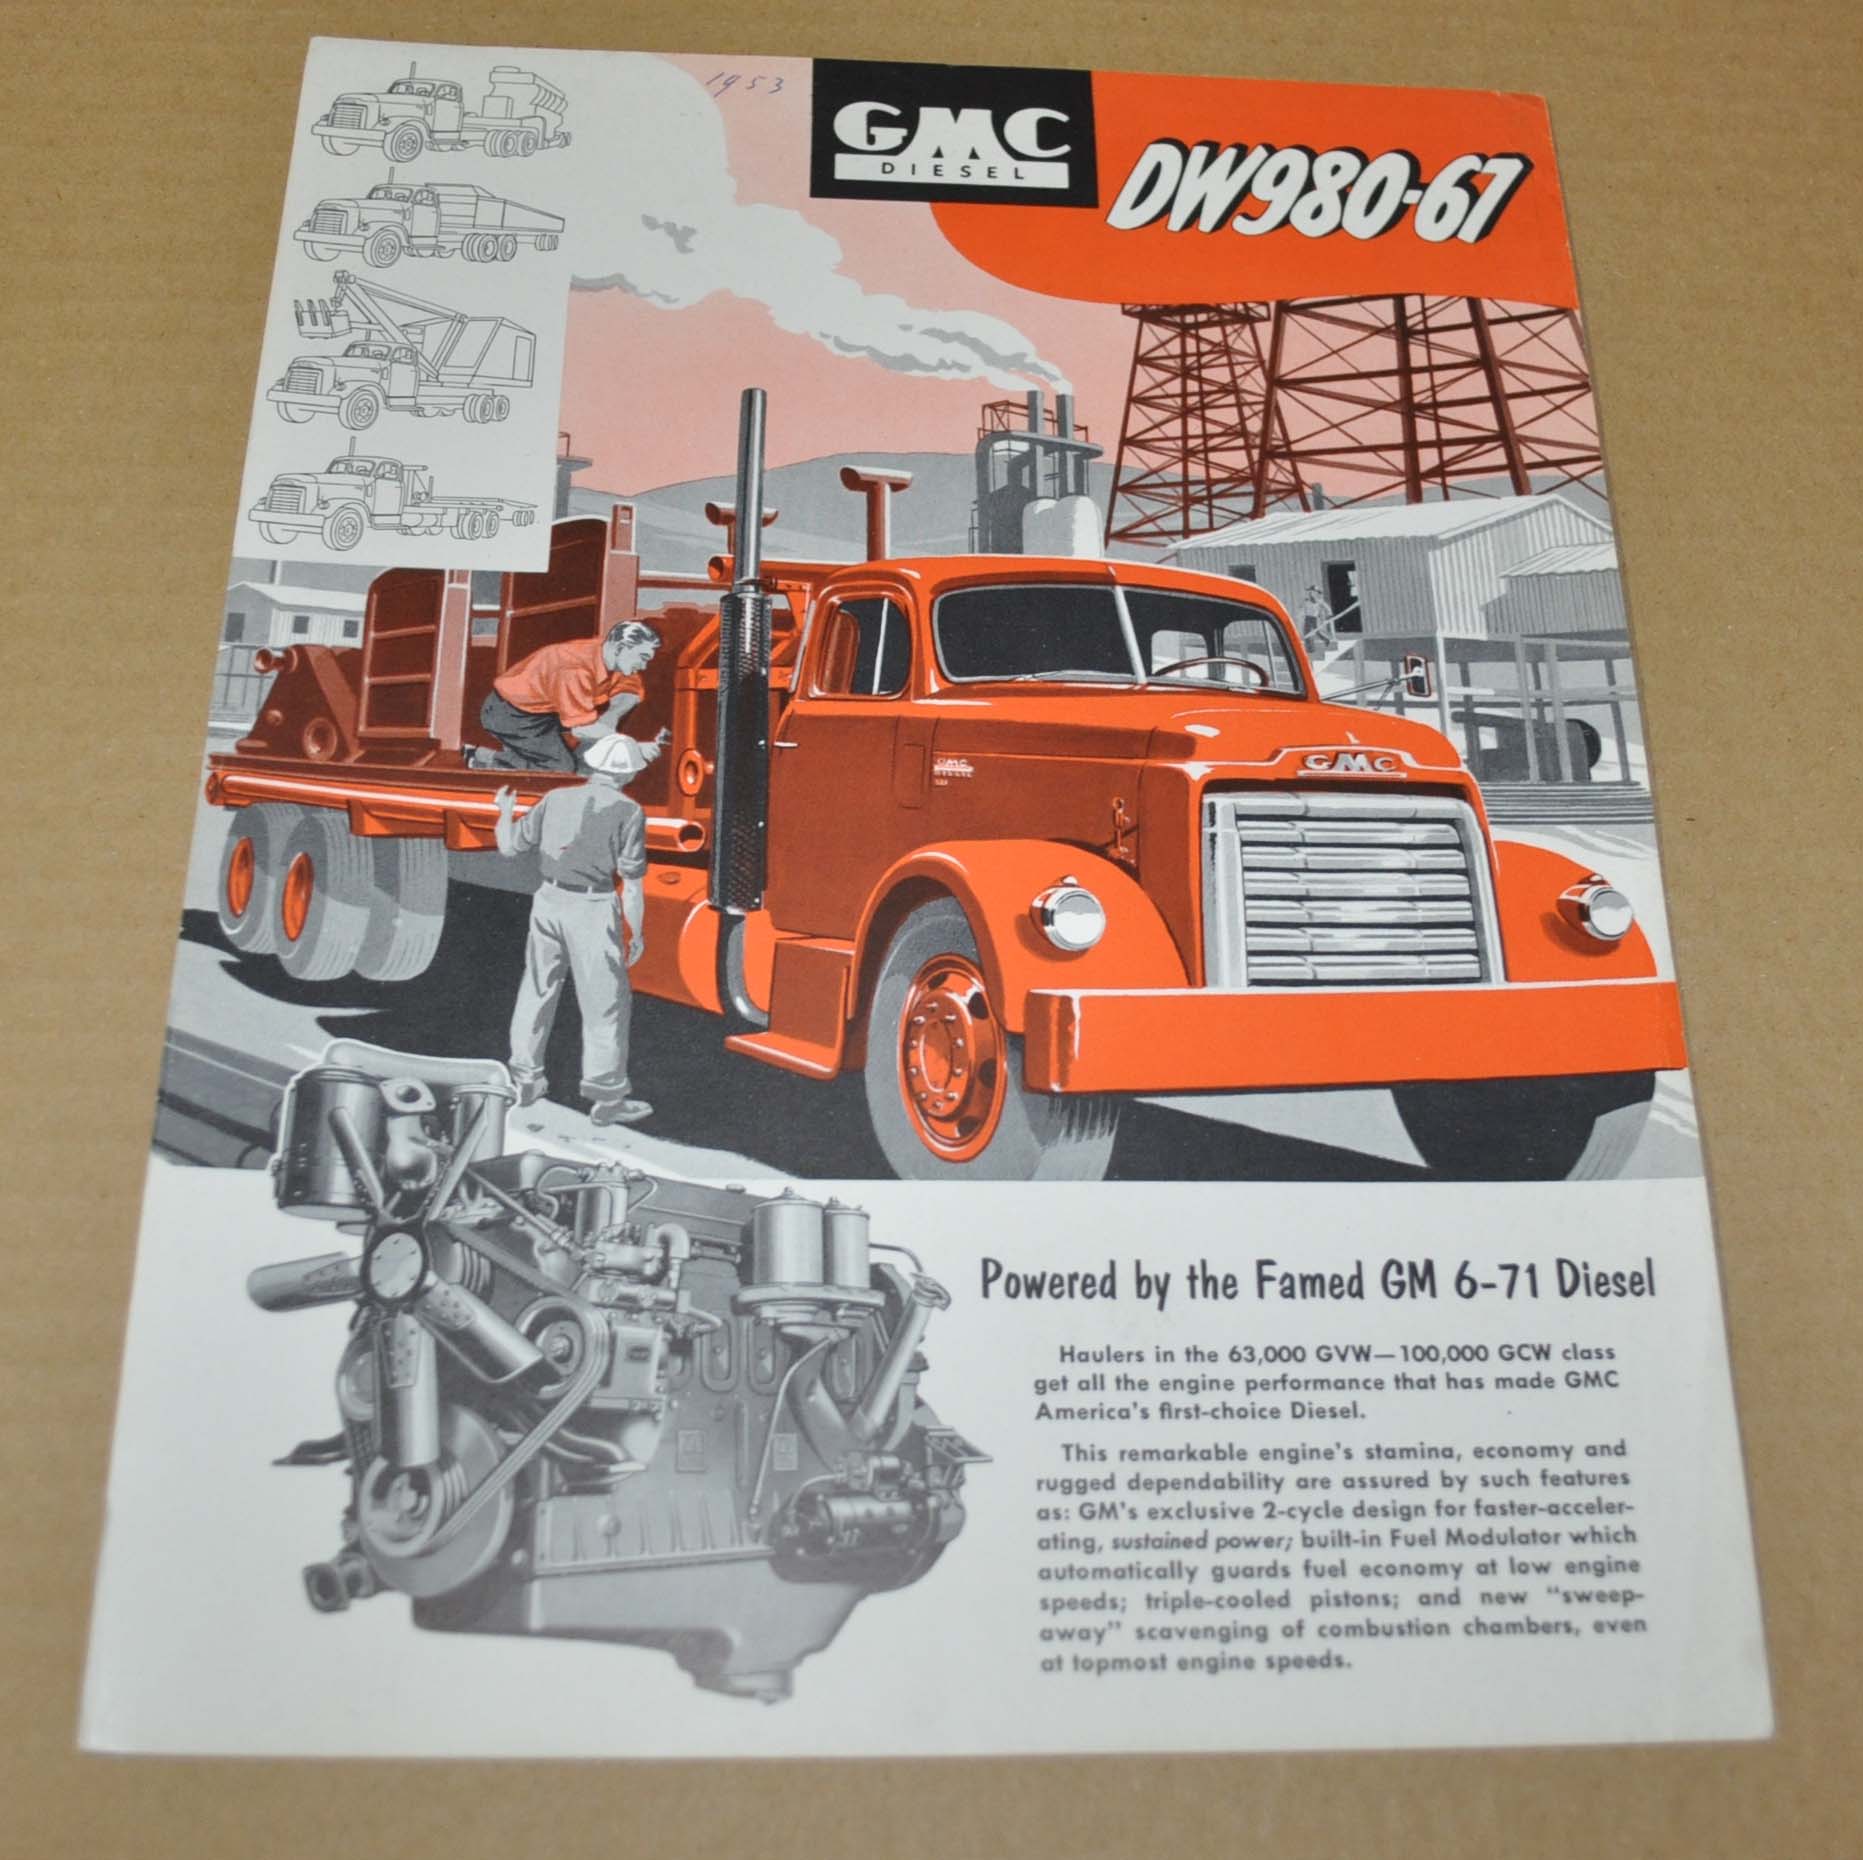 1953
GMC
DIESEL
DW980-67
GMC
DIESEL
GMC
Powered by the Famed GM 6-71 Diesel
Haulers in the 63,000 GVW—100,000 GCW class
get all the engine performance that has made GMC
America's first-choice Diesel.
This remarkable engine's stamina, economy and
rugged dependability are assured by such features
as: GM's exclusive 2-cycle design for faster-acceler-
ating, sustained power; built-in Fuel Modulator which
automatically guards fuel economy at low engine
speeds; triple-cooled pistons; and new "sweep-
away" scavenging of combustion chambers, even
at topmost engine speeds.